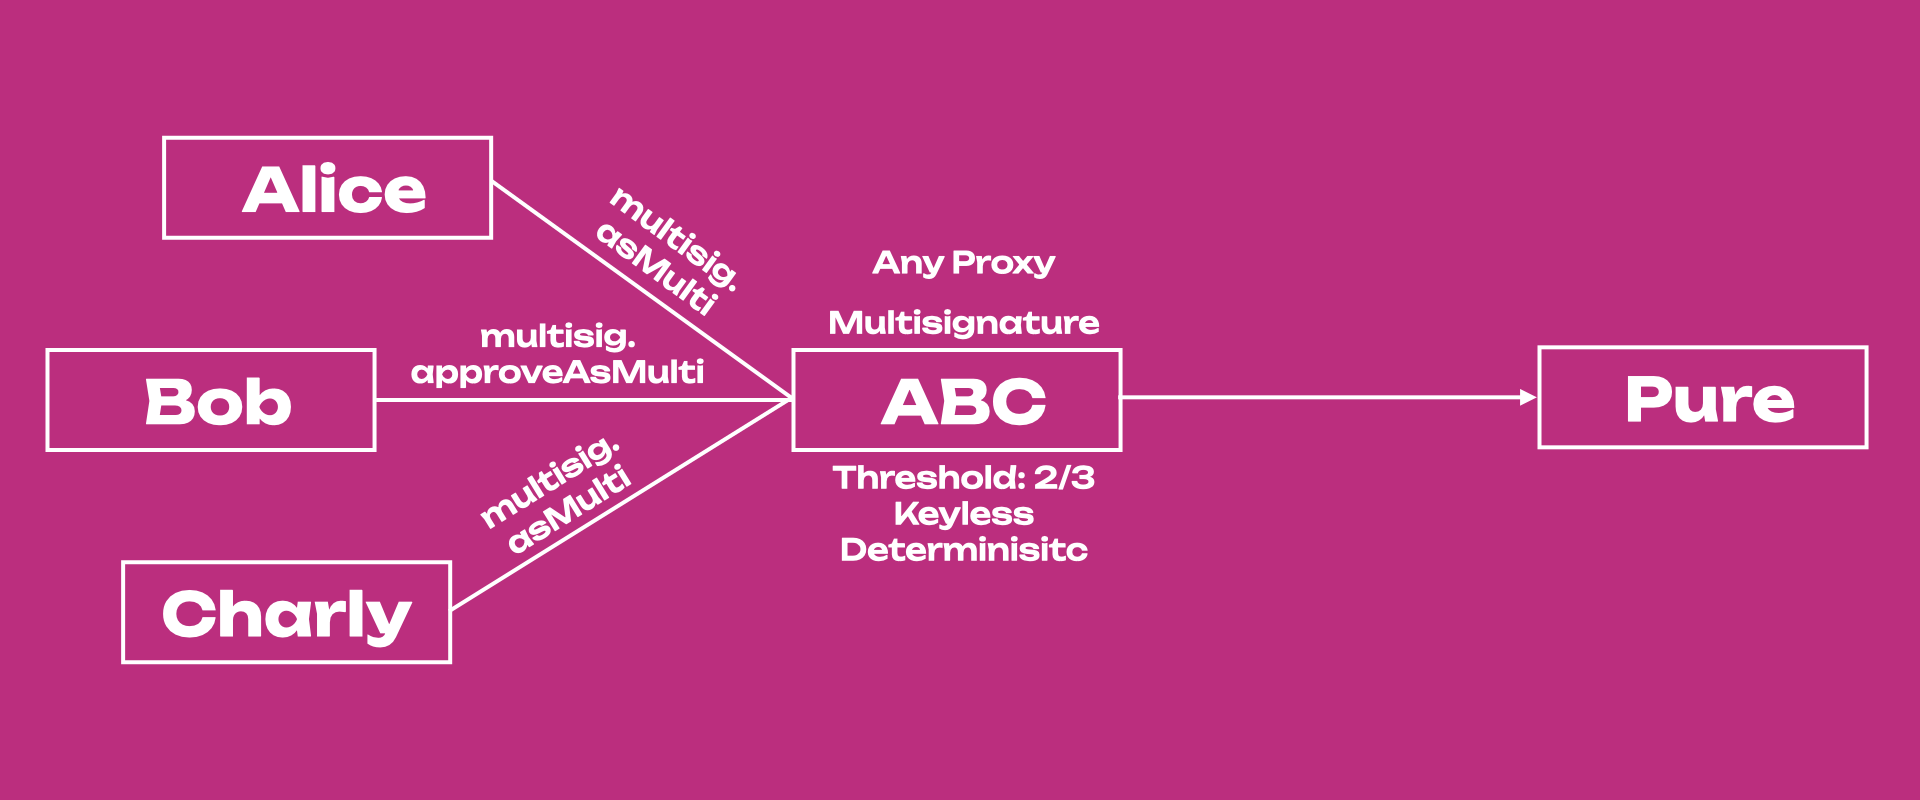 Alice
multisig.
asMulti
Any Proxy
Multisignature
multisig.
approveAsMulti
Bob
ABC
Pure
Threshold: 2/3
Keyless
Determinisitc
multisig.
asMulti
Charly